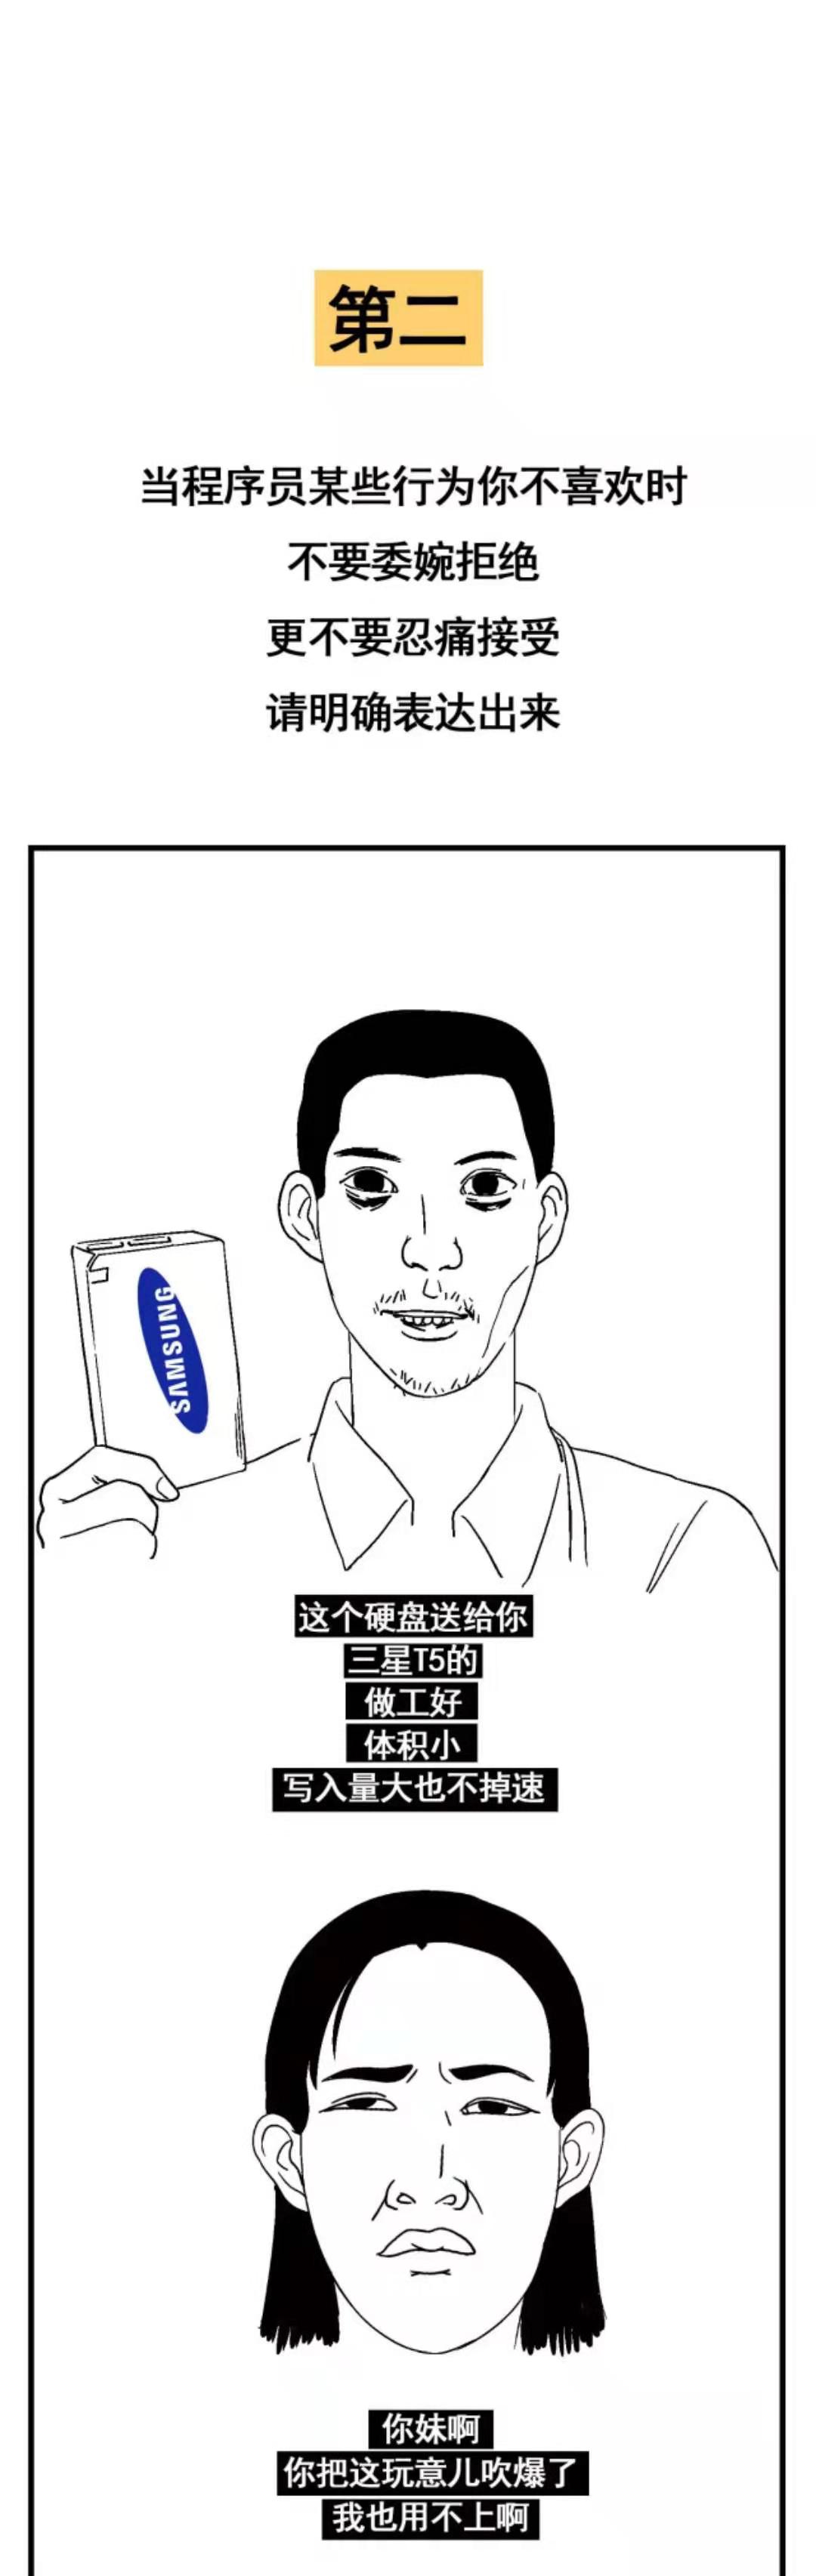 第二
当程序员某些行为你不喜欢时
不要委婉拒绝
更不要忍痛接受
请明确表达出来
SAMSUNG
这个硬盘送给你
三星T5的
做工好
体积小
写入量大也不掉速
你妹啊
你把这玩意儿吹爆了
我也用不上啊